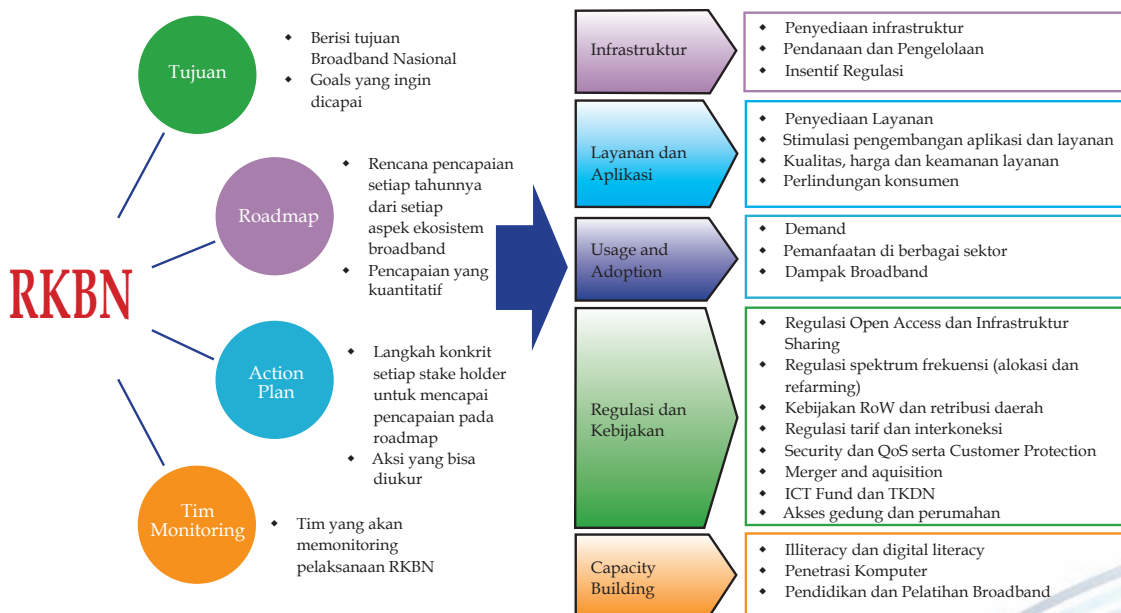 RKBN
Tujuan
◆ Berisi tujuan
Broadband Nasional
◆ Goals yang ingin
dicapai
Roadmap
◆ Rencana pencapaian
setiap tahunnya
dari setiap
aspek ekosistem
broadband
◆ Pencapaian yang
kuantitatif
Action
Plan
◆ Langkah konkrit
setiap stake holder
untuk mencapai
pencapaian pada
roadmap
◆ Aksi yang bisa
diukur
Tim
Monitoring
◆ Tim yang akan
memonitoring
pelaksanaan RKBN
Infrastruktur
◆ Penyediaan infrastruktur
◆ Pendanaan dan Pengelolaan
◆ Insentif Regulasi
Layanan dan
Aplikasi
◆ Penyediaan Layanan
◆ Stimulasi pengembangan aplikasi dan layanan
◆ Kualitas, harga dan keamanan layanan
◆ Perlindungan konsumen
Usage and
Adoption
◆ Demand
◆ Pemanfaatan di berbagai sektor
◆ Dampak Broadband
Regulasi dan
Kebijakan
◆ Regulasi Open Access dan Infrastruktur
Sharing
◆ Regulasi spektrum frekuensi (alokasi dan
refarming)
◆ Kebijakan RoW dan retribusi daerah
◆ Regulasi tarif dan interkoneksi
◆ Security dan QoS serta Customer Protection
◆ Merger and aquisition
◆ ICT Fund dan TKDN
◆ Akses gedung dan perumahan
Capacity
Building
◆ Illiteracy dan digital literacy
◆ Penetrasi Komputer
◆ Pendidikan dan Pelatihan Broadband